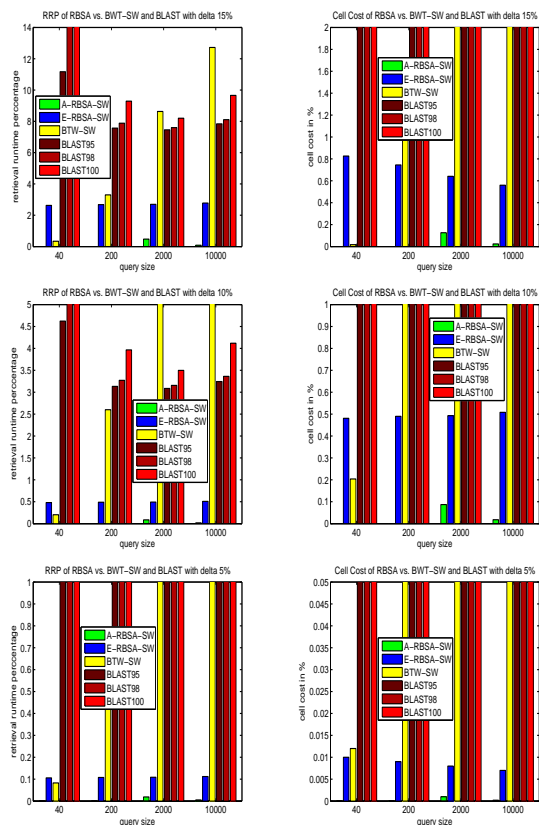 RRP of RBSA vs. BWT−SW and BLAST with delta 15%
retrieval runtime perccentage
14
12
10
8
6
4
2
0
A−RBSA−SW
E−RBSA−SW
BTW−SW
BLAST95
BLAST98
BLAST100
40
200
2000
10000
query size
Cell Cost of RBSA vs. BWT−SW and BLAST with delta 15%
cell cost in %
2
1.8
1.6
1.4
1.2
1
0.8
0.6
0.4
0.2
0
A−RBSA−SW
E−RBSA−SW
BTW−SW
BLAST95
BLAST98
BLAST100
40
200
2000
10000
query size
RRP of RBSA vs. BWT−SW and BLAST with delta 10%
retrieval runtime perccentage
5
4.5
4
3.5
3
2.5
2
1.5
1
0.5
0
A−RBSA−SW
E−RBSA−SW
BTW−SW
BLAST95
BLAST98
BLAST100
40
200
2000
10000
query size
Cell Cost of RBSA vs. BWT−SW and BLAST with delta 10%
cell cost in %
1
0.9
0.8
0.7
0.6
0.5
0.4
0.3
0.2
0.1
0
A−RBSA−SW
E−RBSA−SW
BTW−SW
BLAST95
BLAST98
BLAST100
40
200
2000
10000
query size
RRP of RBSA vs. BWT−SW and BLAST with delta 5%
retrieval runtime perccentage
1
0.9
0.8
0.7
0.6
0.5
0.4
0.3
0.2
0.1
0
A−RBSA−SW
E−RBSA−SW
BTW−SW
BLAST95
BLAST98
BLAST100
40
200
2000
10000
query size
Cell Cost of RBSA vs. BWT−SW and BLAST with delta 5%
cell cost in %
0.05
0.045
0.04
0.035
0.03
0.025
0.02
0.015
0.01
0.005
0
A−RBSA−SW
E−RBSA−SW
BTW−SW
BLAST95
BLAST98
BLAST100
40
200
2000
10000
query size